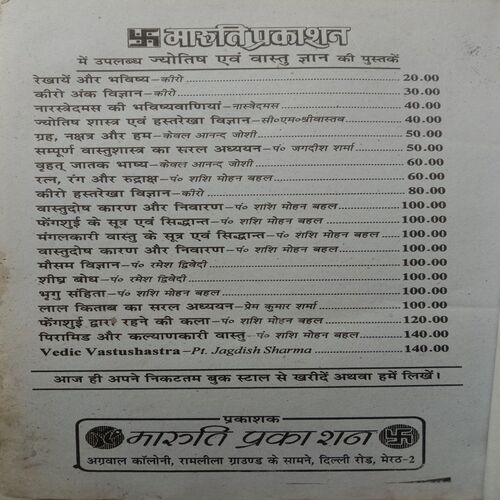 मारुति प्रकाशन
में उपलब्ध ज्योतिष एवं वास्तु ज्ञान की पुस्तकें
रेखायें और भविष्य–कीरो 20.00
कीरो अंक विज्ञान–कीरो 30.00
नारस्त्रेदमस की भविष्यवाणियां–नास्त्रेदमस 40.00
ज्योतिष शास्त्र एवं हस्तरेखा विज्ञान–सी०एम०श्रीवास्तव 40.00
ग्रह, नक्षत्र और हम–केवल आनन्द जोशी 50.00
सम्पूर्ण वास्तुशास्त्र का सरल अध्ययन–पं० जगदीश शर्मा 50.00
वृहत् जातक भाष्य–केवल आनन्द जोशी 60.00
रत्न, रंग और रुद्राक्ष–पं० शशि मोहन बहल 60.00
कीरो हस्तरेखा विज्ञान–कीरो 80.00
वास्तुदोष कारण और निवारण–पं० शशि मोहन बहल 100.00
फेंगशुई के सूत्र एवं सिद्धान्त–पं० शशि मोहन बहल 100.00
मंगलकारी वास्तु के सूत्र एवं सिद्धान्त–पं० शशि मोहन बहल 100.00
वास्तुदोष कारण और निवारण–पं० शशि मोहन बहल 100.00
मौसम विज्ञान–पं० रमेश द्विवेदी 100.00
शीघ्र बोध–पं० रमेश द्विवेदी 100.00
भृगु संहिता–पं० शशि मोहन बहल 100.00
लाल किताब का सरल अध्ययन–प्रेम कुमार शर्मा 100.00
फेंगशुई द्वारा रहने की कला–पं० शशि मोहन बहल 120.00
पिरामिड और कल्याणकारी वास्तु–पं० शशि मोहन बहल 140.00
Vedic Vastushastra–Pt. Jagdish Sharma 140.00
आज ही अपने निकटतम बुक स्टाल से खरीदें अथवा हमें लिखें।
प्रकाशक
मारुति प्रकाशन
अग्रवाल कॉलोनी, रामलीला ग्राउण्ड के सामने, दिल्ली रोड, मेरठ-2